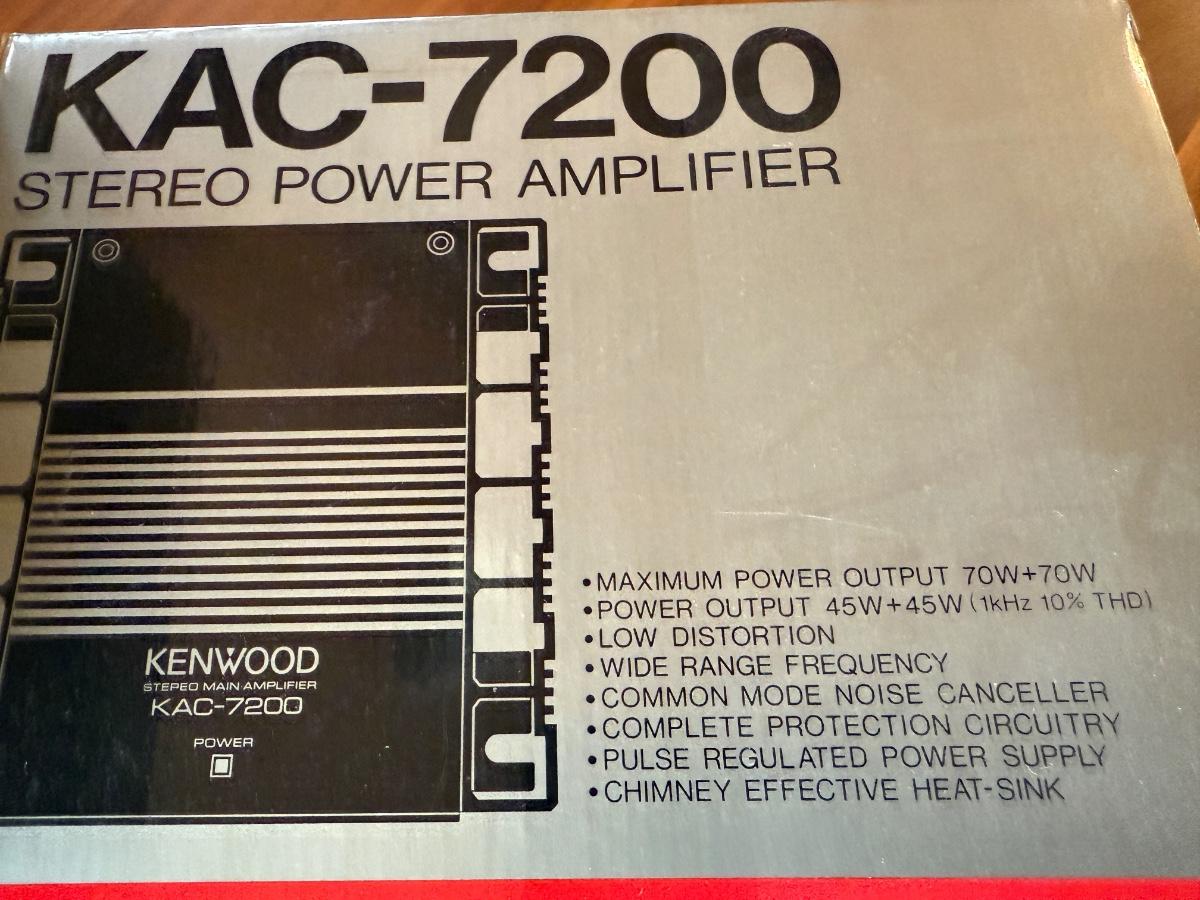 KAC-7200
STEREO POWER AMPLIFIER
KENWOOD
STEREO MAIN AMPLIFIER
KAC-7200
POWER
•MAXIMUM POWER OUTPUT 70W+70W
•POWER OUTPUT 45W+45W (1kHz 10% THD)
•LOW DISTORTION
•WIDE RANGE FREQUENCY
•COMMON MODE NOISE CANCELLER
•COMPLETE PROTECTION CIRCUITRY
•PULSE REGULATED POWER SUPPLY
•CHIMNEY EFFECTIVE HEAT-SINK